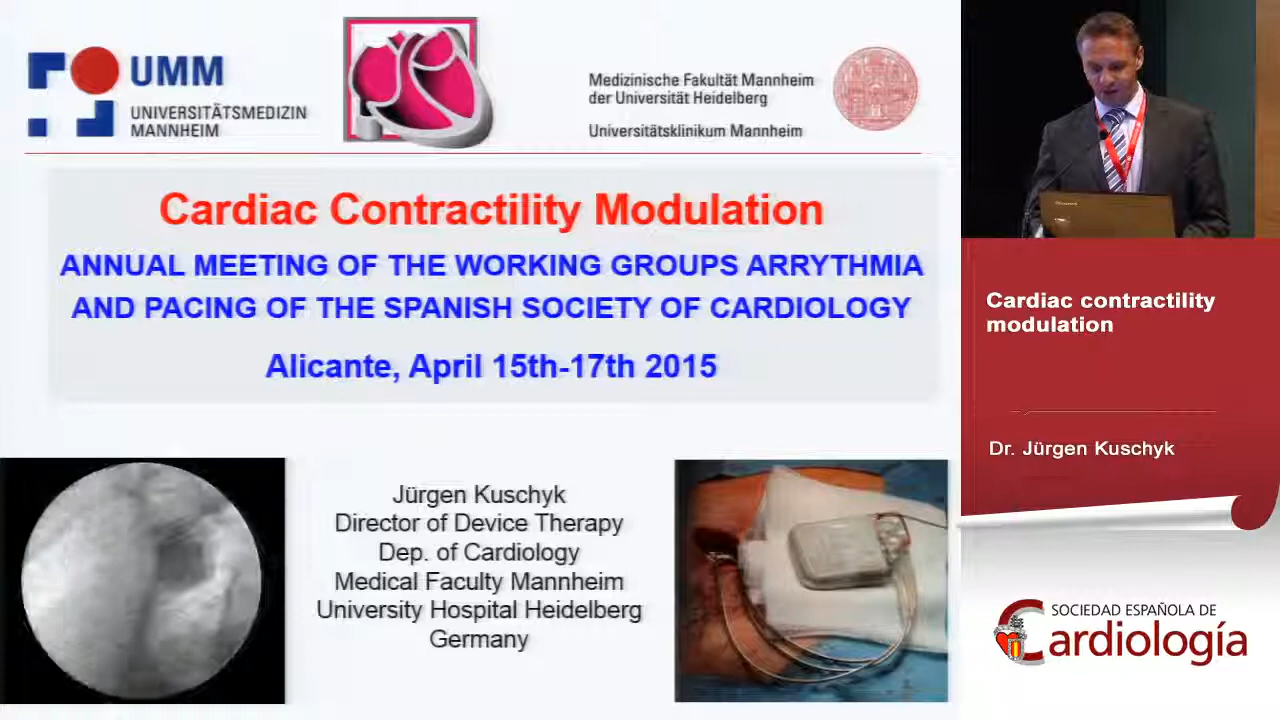 UMM
UNIVERSITÄTSMEDIZIN
MANNHEIM
Medizinische Fakultät Mannheim
der Universität Heidelberg
Universitätsklinikum Mannheim
Cardiac Contractility Modulation
ANNUAL MEETING OF THE WORKING GROUPS ARRYTHMIA
AND PACING OF THE SPANISH SOCIETY OF CARDIOLOGY
Alicante, April 15th-17th 2015
Jürgen Kuschyk
Director of Device Therapy
Dep. of Cardiology
Medical Faculty Mannheim
University Hospital Heidelberg
Germany
Cardiac contractility
modulation
Dr. Jürgen Kuschyk
SOCIEDAD ESPAÑOLA DE
Cardiología